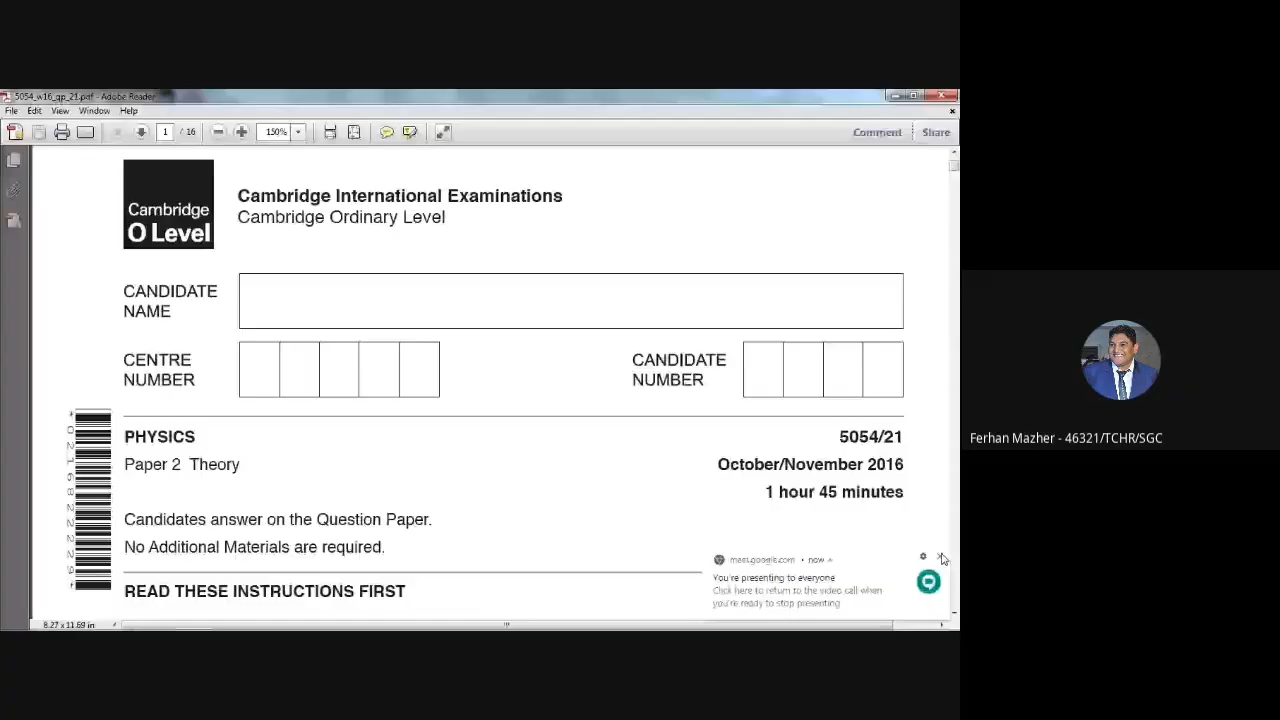 5054_w16_qp_21.pdf - Adobe Reader
File Edit View Window Help
1 / 16 150% Comment Share
Cambridge
O Level
Cambridge International Examinations
Cambridge Ordinary Level
CANDIDATE
NAME
CENTRE
NUMBER
CANDIDATE
NUMBER
PHYSICS 5054/21
Paper 2 Theory October/November 2016
1 hour 45 minutes
Candidates answer on the Question Paper.
No Additional Materials are required.
READ THESE INSTRUCTIONS FIRST
meet.google.com • now
You're presenting to everyone
Click here to return to the video call when
you're ready to stop presenting
8.27 x 11.69 in
Ferhan Mazher - 46321/TCHR/SGC